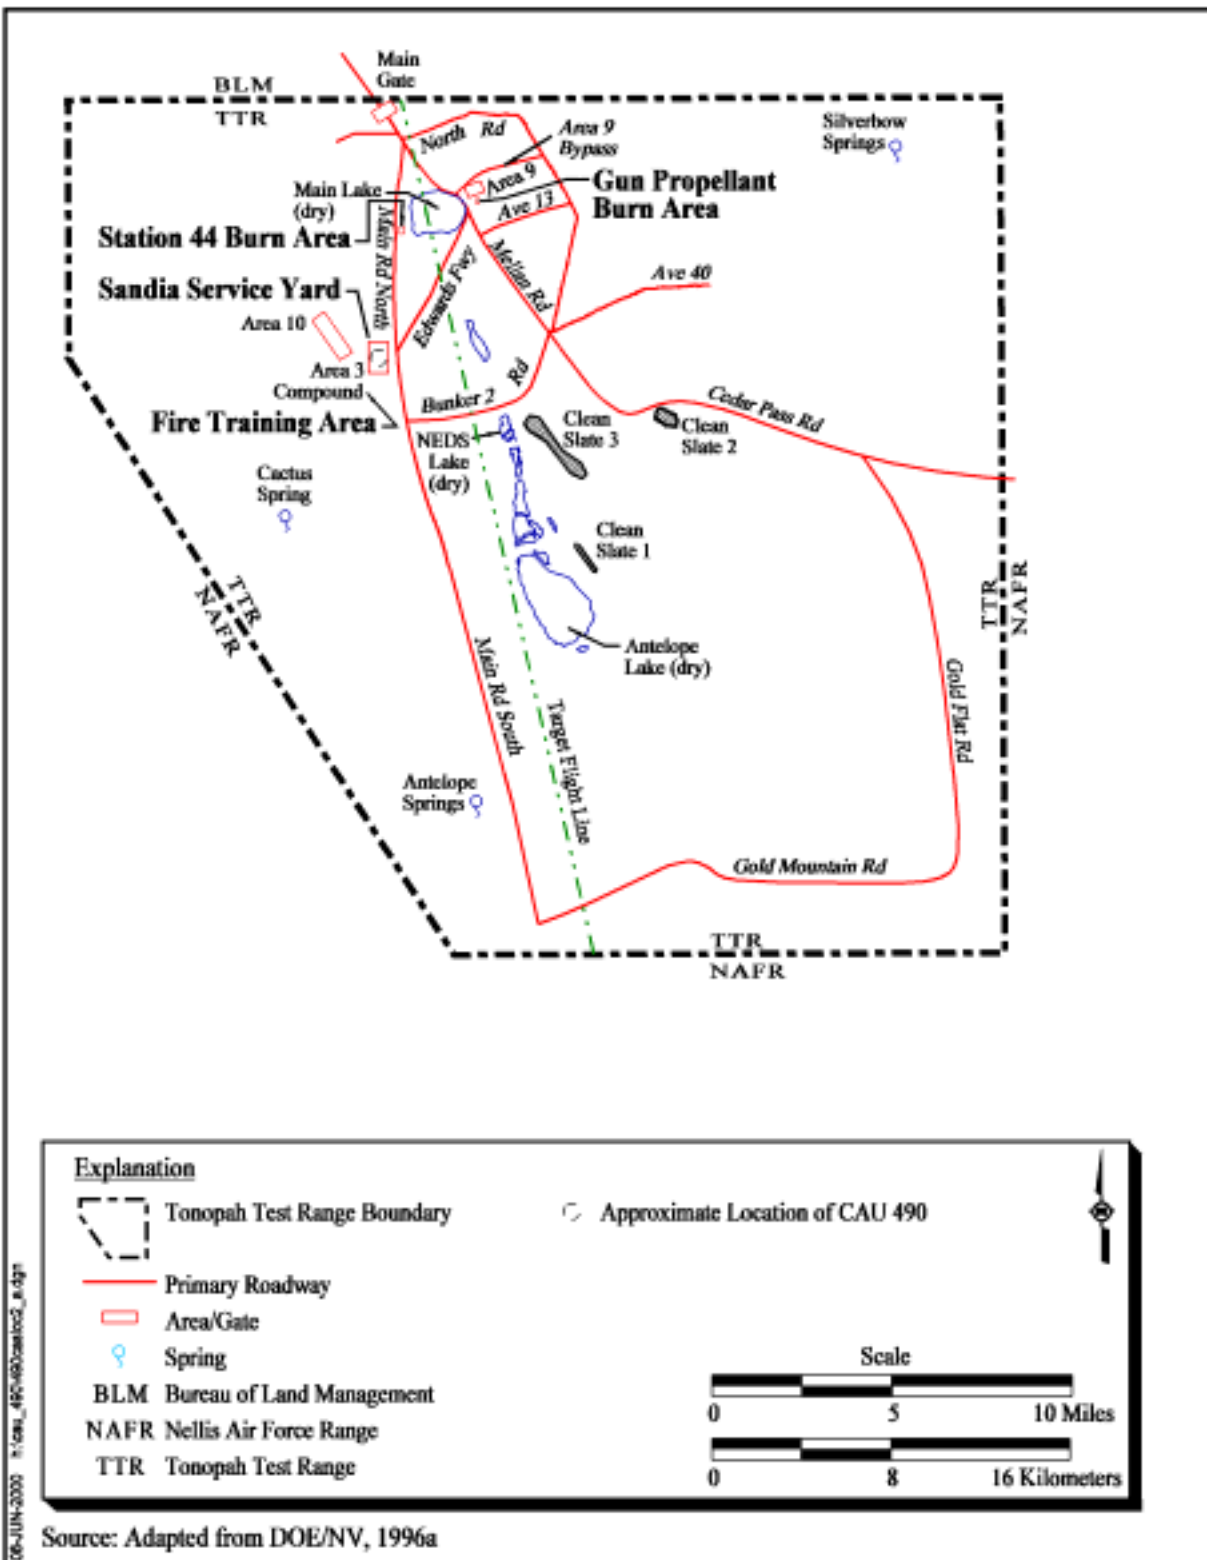 Main
Gate
BLM
TTR
North Rd
Area 9
Bypass
Silverbow
Springs
Area 9
Gun Propellant
Burn Area
Main Lake
(dry)
Ave 13
Station 44 Burn Area
Main Rd North
Mellan Rd
Edwards Fwy
Ave 40
Sandia Service Yard
Area 10
Area 3
Compound
Bunker 2 Rd
Cedar Pass Rd
Fire Training Area
NEDS
Lake
(dry)
Clean
Slate 3
Clean
Slate 2
Cactus
Spring
Clean
Slate 1
TTR
NAFR
TTR
NAFR
Antelope
Lake (dry)
Main Rd South
Gold Flat Rd
Target Flight Line
Antelope
Springs
Gold Mountain Rd
TTR
NAFR
Explanation
Tonopah Test Range Boundary
Approximate Location of CAU 490
Primary Roadway
Area/Gate
Spring
BLM Bureau of Land Management
NAFR Nellis Air Force Range
TTR Tonopah Test Range
Scale
0 5 10 Miles
0 8 16 Kilometers
08-JUN-2000
Source: Adapted from DOE/NV, 1996a